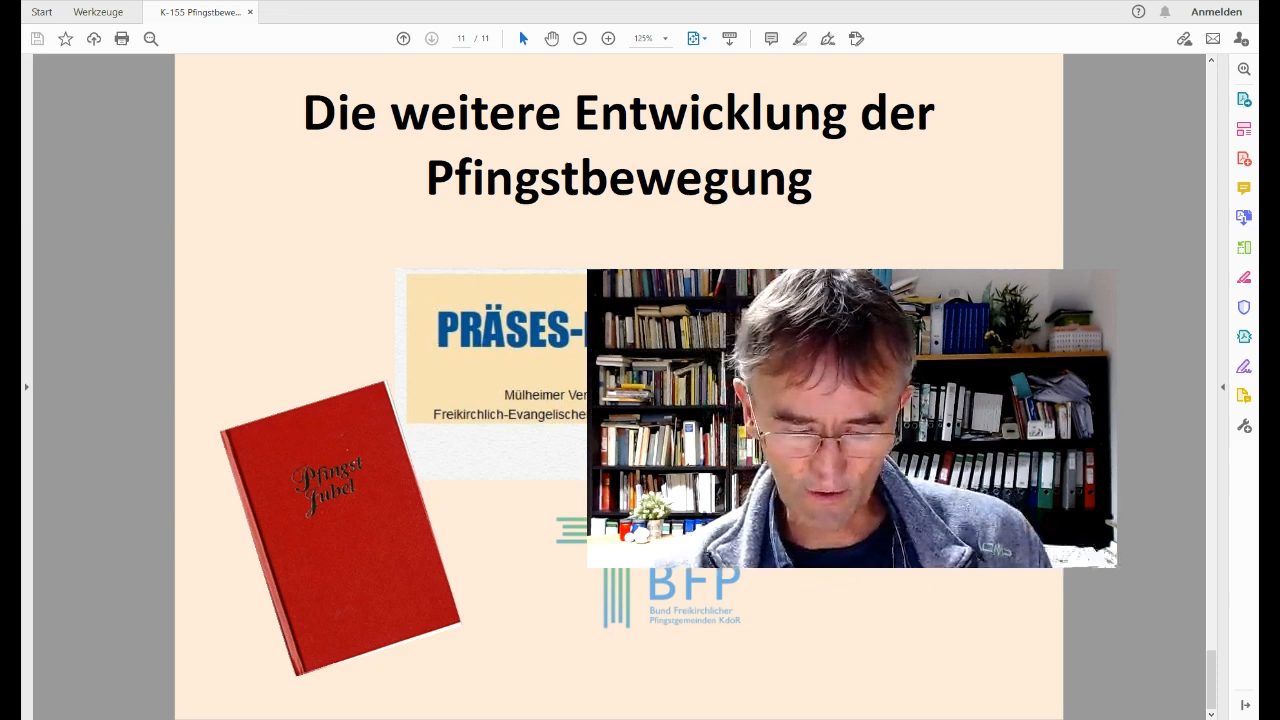 Start
Werkzeuge
K-155 Pfingstbewe... ×
Anmelden
11 / 11
125%
Die weitere Entwicklung der
Pfingstbewegung
PRÄSES-
Mülheimer
Freikirchlich-Evangelische
Pfingst
Jubel
BFP
Bund Freikirchlicher
Pfingstgemeinden KdöR
CMP